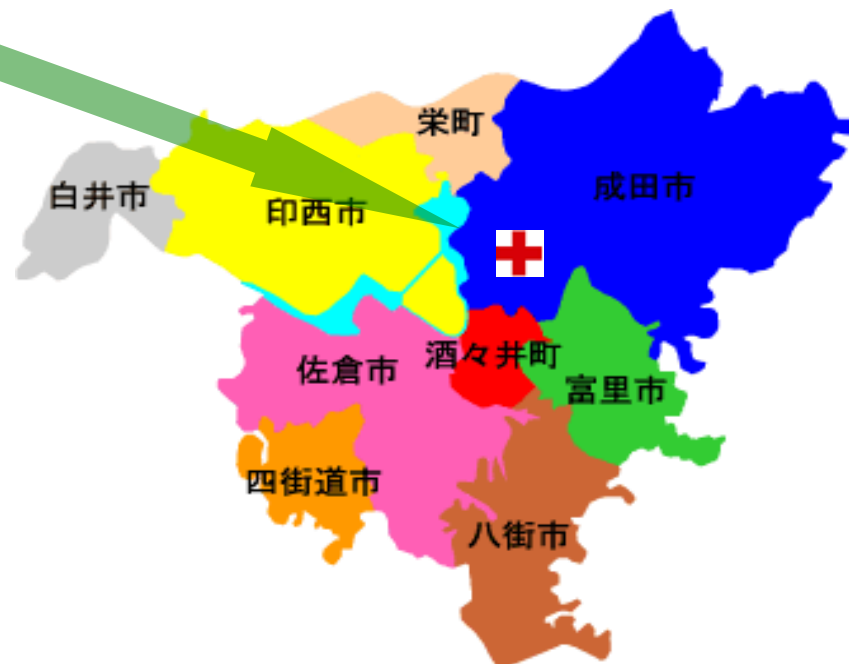 栄町
成田市
白井市
印西市
酒々井町
佐倉市
富里市
四街道市
八街市